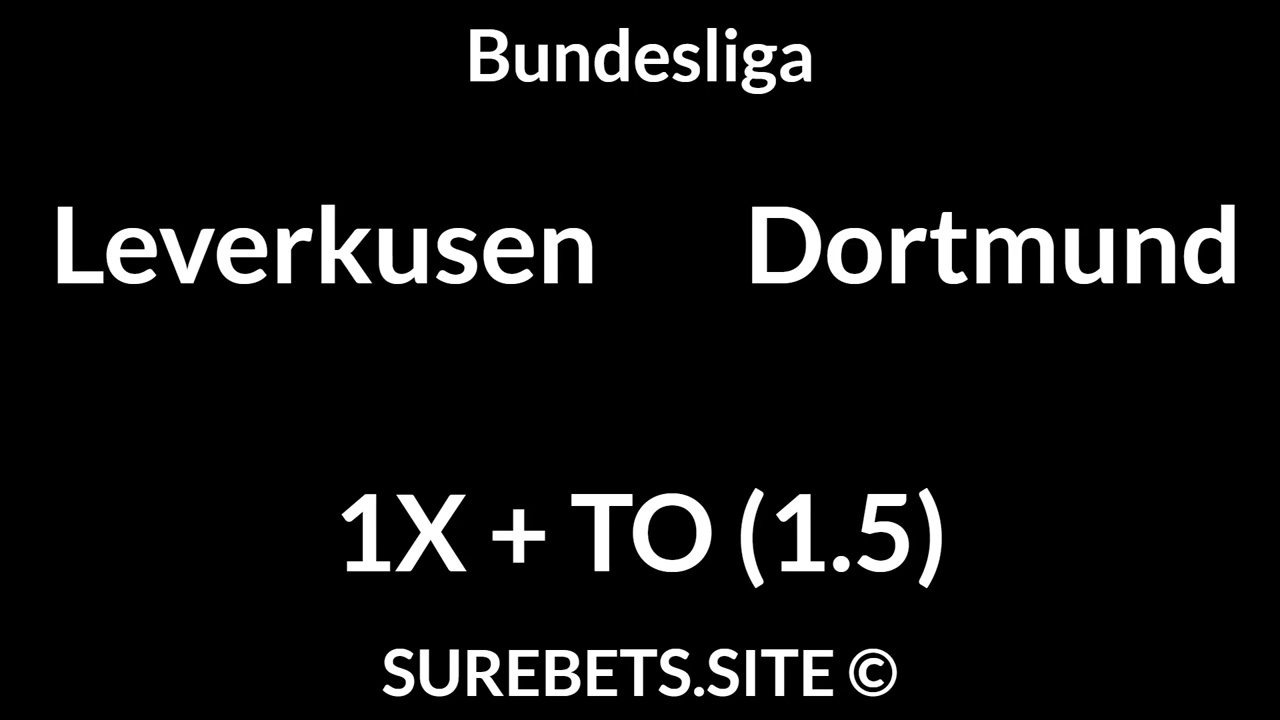 Bundesliga
Leverkusen Dortmund
1X + TO (1.5)
SUREBETS.SITE ©